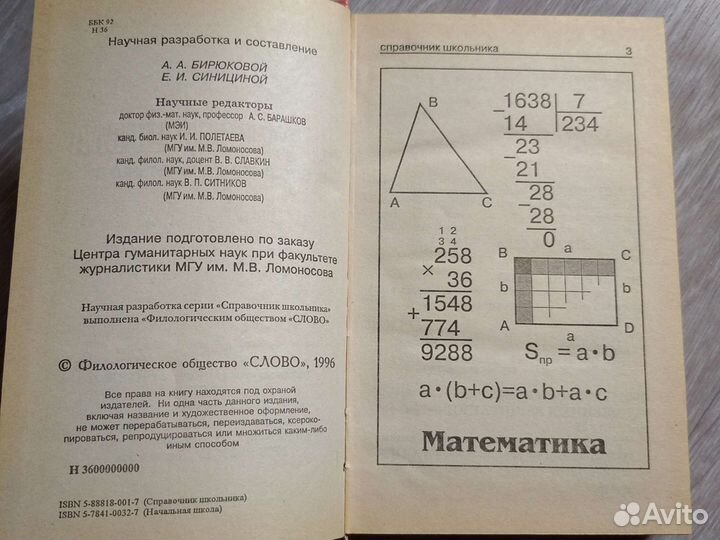 ББК 92
Н 36
Научная разработка и составление
А. А. БИРЮКОВОЙ
Е. И. СИНИЦИНОЙ
Научные редакторы
доктор физ.-мат. наук, профессор А. С. БАРАШКОВ
(МЭИ)
канд. биол. наук И. И. ПОЛЕТАЕВА
(МГУ им. М.В. Ломоносова)
канд. филол. наук, доцент В. В. СЛАВКИН
(МГУ им. М.В. Ломоносова)
канд. филол. наук В. П. СИТНИКОВ
(МГУ им. М.В. Ломоносова)
Издание подготовлено по заказу
Центра гуманитарных наук при факультете
журналистики МГУ им. М.В. Ломоносова
Научная разработка серии «Справочник школьника»
выполнена «Филологическим обществом «СЛОВО»
© Филологическое общество «СЛОВО», 1996
Все права на книгу находятся под охраной
издателей. Ни одна часть данного издания,
включая название и художественное оформление,
не может перерабатываться, переиздаваться, ксероко-
пироваться, репродуцироваться или множиться каким-либо
иным способом
Н 3600000000
ISBN 5-88818-001-7 (Справочник школьника)
ISBN 5-7841-0032-7 (Начальная школа)
справочник школьника 3
B
A C
1638 7
14 234
23
21
28
28
0
1 2
3 4
258
× 36
1548
+ 774
9288
B a C
b b
A a D
Sпр = a·b
a·(b+c)=a·b+a·c
Математика
Avito